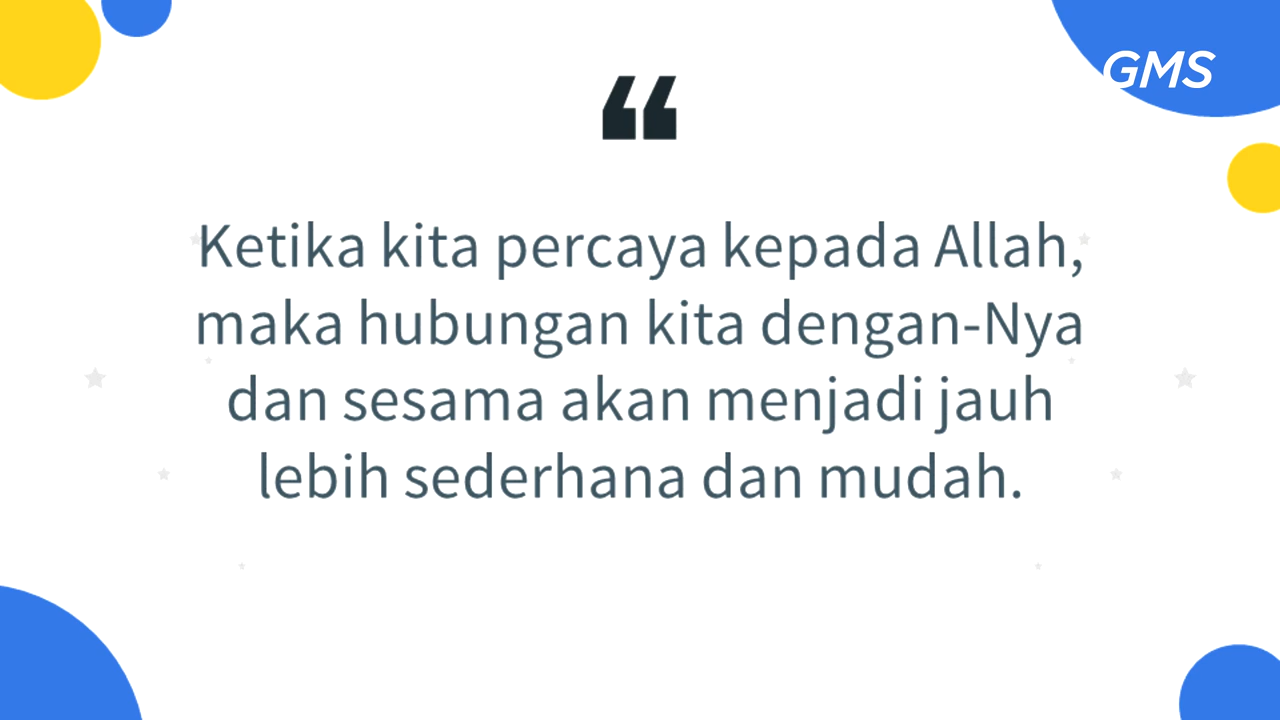 GMS
“
Ketika kita percaya kepada Allah,
maka hubungan kita dengan-Nya
dan sesama akan menjadi jauh
lebih sederhana dan mudah.